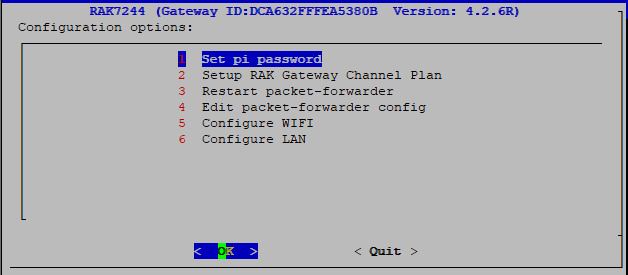 RAK7244 (Gateway ID:DCA632FFFEA5380B Version: 4.2.6R)
Configuration options:
1 Set pi password
2 Setup RAK Gateway Channel Plan
3 Restart packet-forwarder
4 Edit packet-forwarder config
5 Configure WIFI
6 Configure LAN
< OK > < Quit >